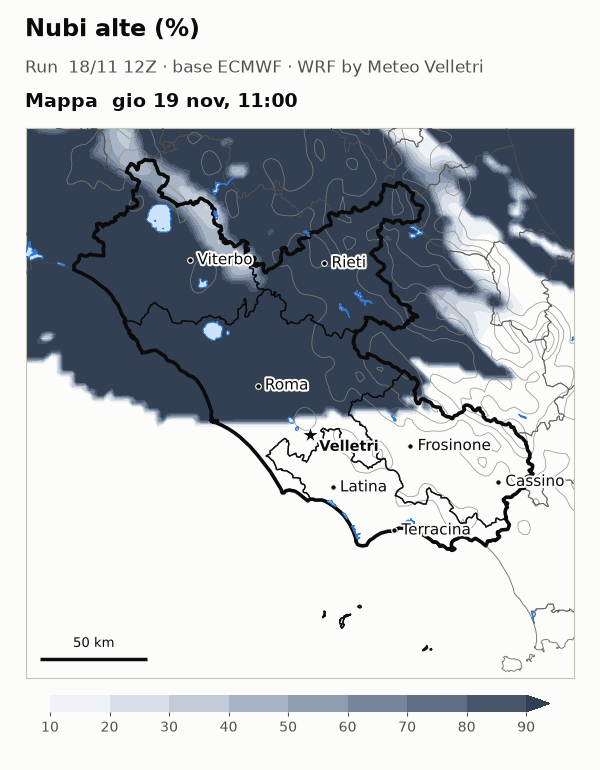 Nubi alte (%)
Run  18/11 12Z · base ECMWF · WRF by Meteo Velletri
Mappa  gio 19 nov, 11:00
Viterbo
Rieti
Roma
Velletri
Frosinone
Latina
Cassino
Terracina
50 km
10 20 30 40 50 60 70 80 90